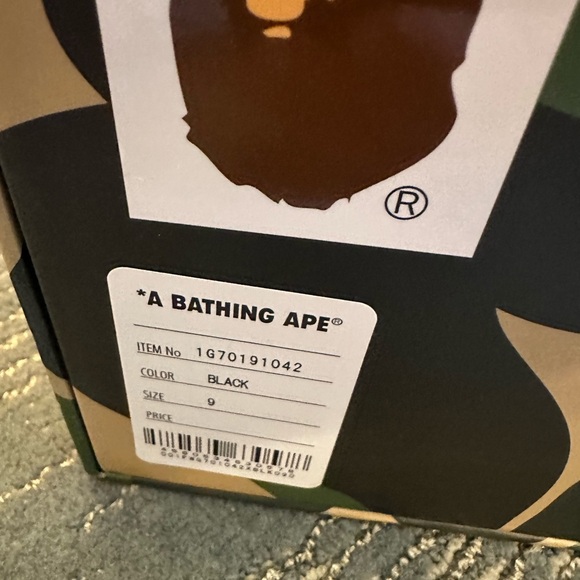 ®
*A BATHING APE®
ITEM No 1G70191042
COLOR BLACK
SIZE 9
PRICE